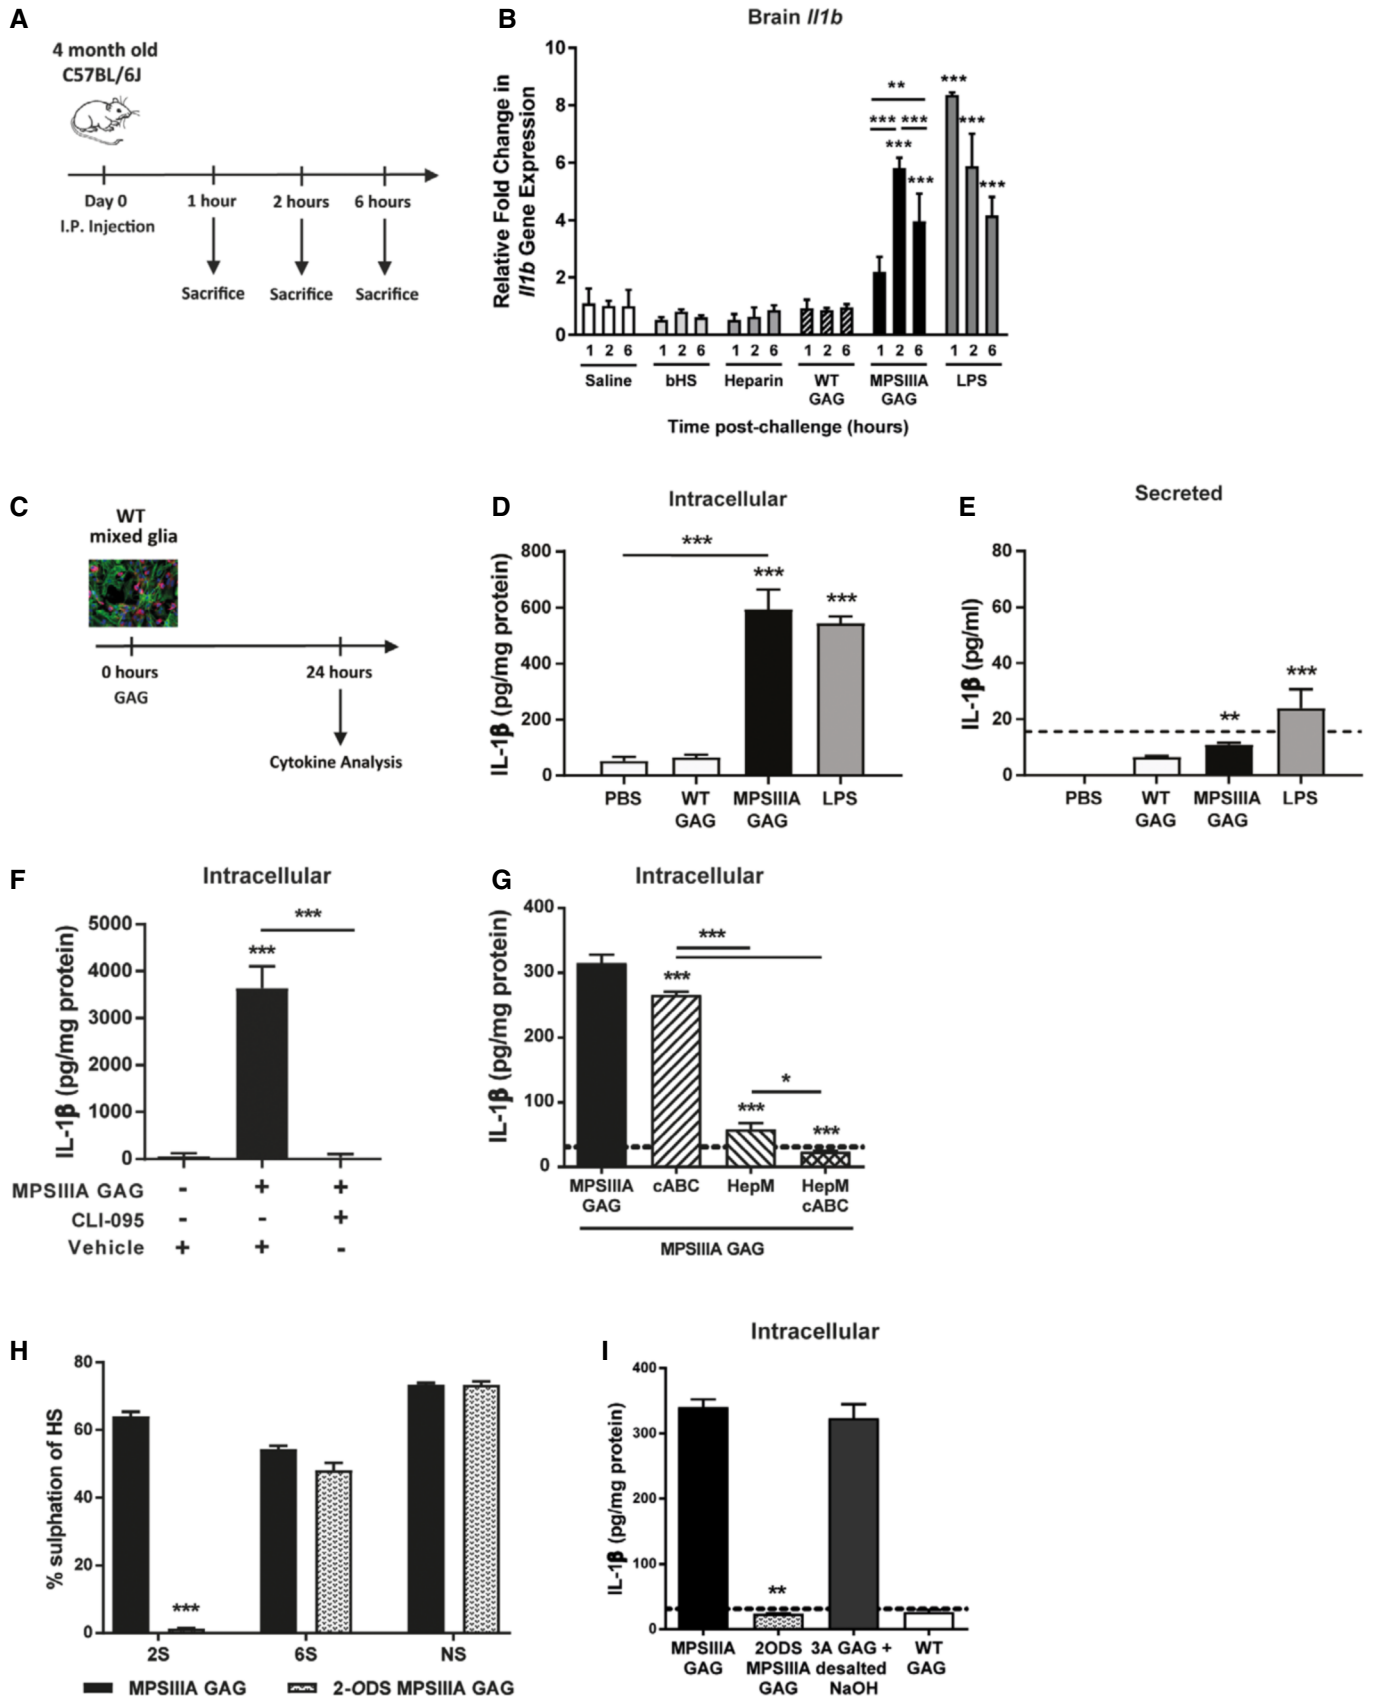 A
4 month old
C57BL/6J
Day 0
1 hour
2 hours
6 hours
I.P. Injection
Sacrifice
Sacrifice
Sacrifice
B
Brain Il1b
Relative Fold Change in
Il1b Gene Expression
10
8
6
4
2
0
**
*** ***
***
***
***
***
***
1 2 6 1 2 6 1 2 6 1 2 6 1 2 6 1 2 6
Saline bHS Heparin WT GAG MPSIIIA GAG LPS
Time post-challenge (hours)
C
WT
mixed glia
0 hours
24 hours
GAG
Cytokine Analysis
D
Intracellular
IL-1β (pg/mg protein)
800
600
400
200
0
***
***
***
PBS WT GAG MPSIIIA GAG LPS
E
Secreted
IL-1β (pg/ml)
80
60
40
20
0
**
***
PBS WT GAG MPSIIIA GAG LPS
F
Intracellular
IL-1β (pg/mg protein)
5000
4000
3000
2000
1000
0
***
***
MPSIIIA GAG - + +
CLI-095 - - +
Vehicle + + -
G
Intracellular
IL-1β (pg/mg protein)
400
300
200
100
0
***
***
*
***
***
MPSIIIA GAG cABC HepM HepM cABC
MPSIIIA GAG
H
% sulphation of HS
80
60
40
20
0
***
2S 6S NS
MPSIIIA GAG 2-ODS MPSIIIA GAG
I
Intracellular
IL-1β (pg/mg protein)
400
300
200
100
0
**
MPSIIIA 2ODS 3A GAG + WT
GAG MPSIIIA desalted GAG
GAG NaOH